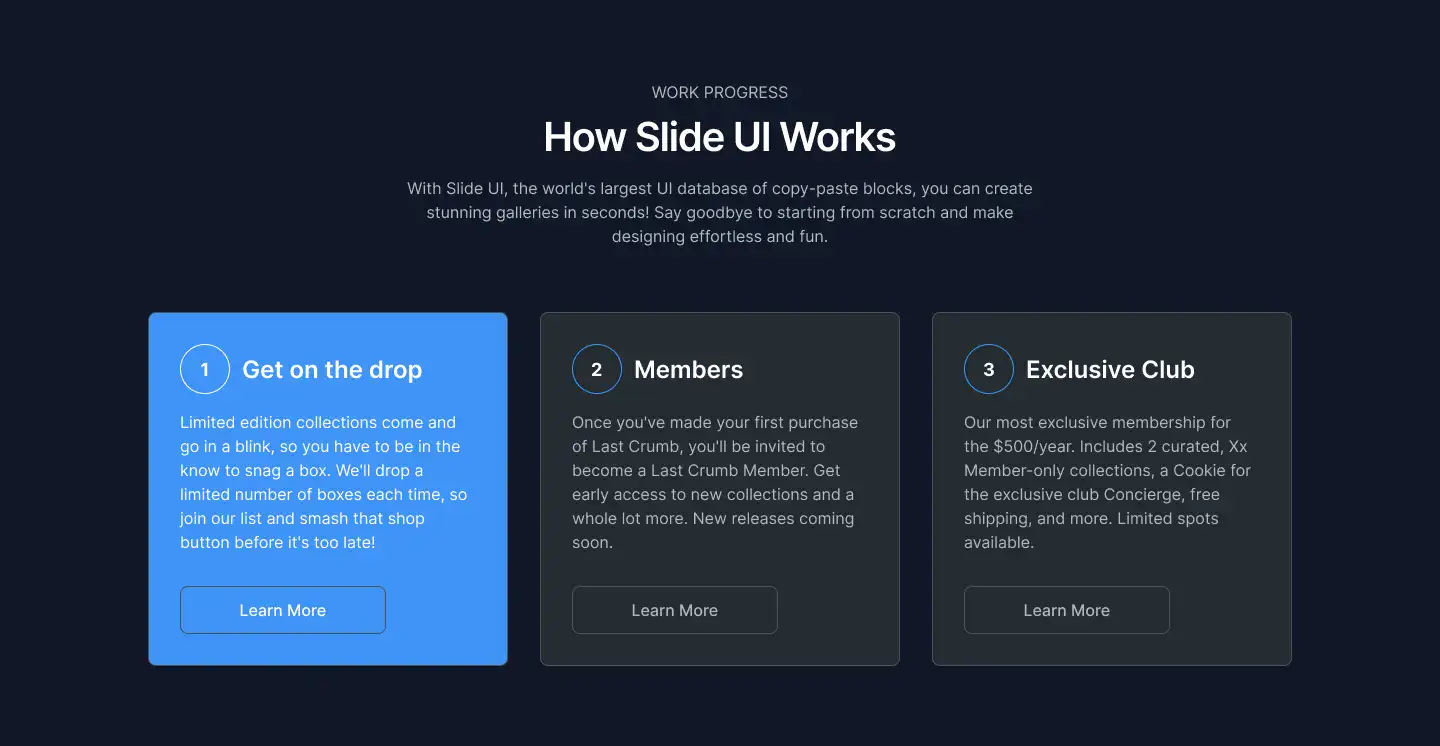 WORK PROGRESS
How Slide UI Works
With Slide UI, the world's largest UI database of copy-paste blocks, you can create
stunning galleries in seconds! Say goodbye to starting from scratch and make
designing effortless and fun.
1 Get on the drop
Limited edition collections come and
go in a blink, so you have to be in the
know to snag a box. We'll drop a
limited number of boxes each time, so
join our list and smash that shop
button before it's too late!
Learn More
2 Members
Once you've made your first purchase
of Last Crumb, you'll be invited to
become a Last Crumb Member. Get
early access to new collections and a
whole lot more. New releases coming
soon.
Learn More
3 Exclusive Club
Our most exclusive membership for
the $500/year. Includes 2 curated, Xx
Member-only collections, a Cookie for
the exclusive club Concierge, free
shipping, and more. Limited spots
available.
Learn More